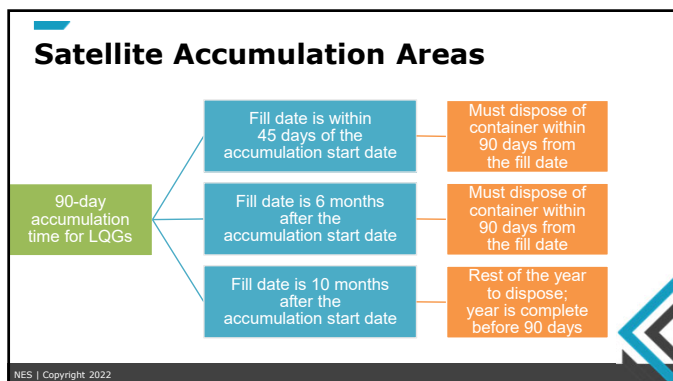 Satellite Accumulation Areas
90-day
accumulation
time for LQGs
Fill date is within
45 days of the
accumulation start date
Must dispose of
container within
90 days from
the fill date
Fill date is 6 months
after the
accumulation start date
Must dispose of
container within
90 days from
the fill date
Fill date is 10 months
after the
accumulation start date
Rest of the year
to dispose;
year is complete
before 90 days
NES | Copyright 2022